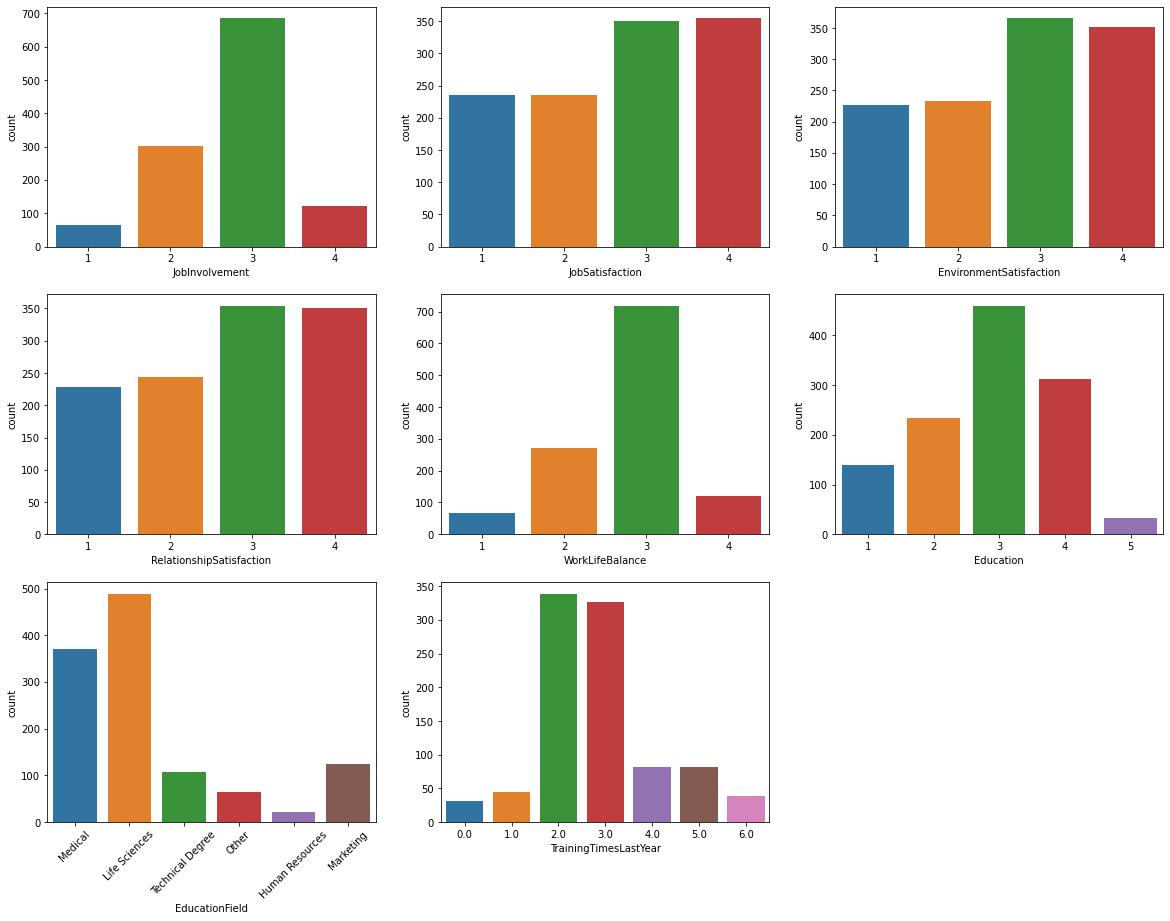 700
600
500
400
300
200
100
0
count
1 2 3 4
JobInvolvement
350
300
250
200
150
100
50
0
count
1 2 3 4
JobSatisfaction
350
300
250
200
150
100
50
0
count
1 2 3 4
EnvironmentSatisfaction
350
300
250
200
150
100
50
0
count
1 2 3 4
RelationshipSatisfaction
700
600
500
400
300
200
100
0
count
1 2 3 4
WorkLifeBalance
400
300
200
100
0
count
1 2 3 4 5
Education
500
400
300
200
100
0
count
Medical
Life Sciences
Technical Degree
Other
Human Resources
Marketing
EducationField
350
300
250
200
150
100
50
0
count
0.0 1.0 2.0 3.0 4.0 5.0 6.0
TrainingTimesLastYear